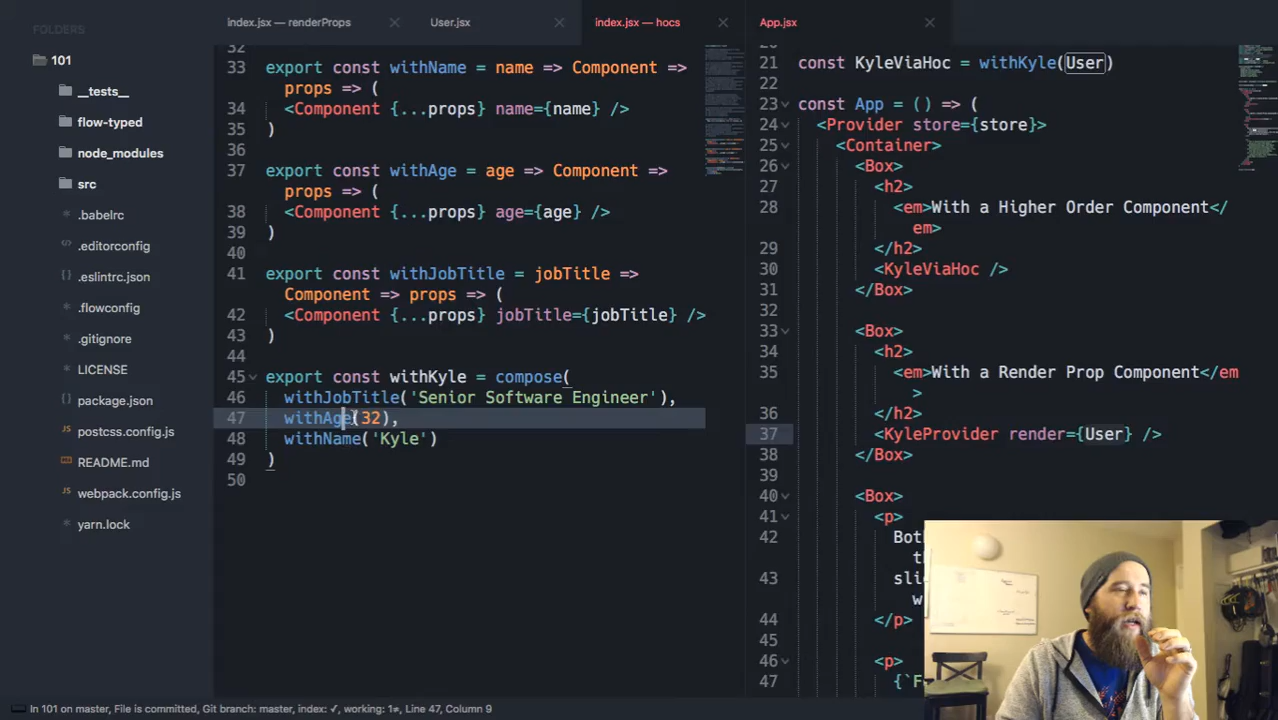 FOLDERS
101
__tests__
flow-typed
node_modules
src
.babelrc
.editorconfig
.eslintrc.json
.flowconfig
.gitignore
LICENSE
package.json
postcss.config.js
README.md
webpack.config.js
yarn.lock
index.jsx — renderProps
User.jsx
index.jsx — hocs
App.jsx
32
33 export const withName = name => Component =>
props => (
34 <Component {...props} name={name} />
35 )
36
37 export const withAge = age => Component =>
props => (
38 <Component {...props} age={age} />
39 )
40
41 export const withJobTitle = jobTitle =>
Component => props => (
42 <Component {...props} jobTitle={jobTitle} />
43 )
44
45 export const withKyle = compose(
46 withJobTitle('Senior Software Engineer'),
47 withAge(32),
48 withName('Kyle')
49 )
50
20
21 const KyleViaHoc = withKyle(User)
22
23 const App = () => (
24 <Provider store={store}>
25 <Container>
26 <Box>
27 <h2>
28 <em>With a Higher Order Component</
em>
29 </h2>
30 <KyleViaHoc />
31 </Box>
32
33 <Box>
34 <h2>
35 <em>With a Render Prop Component</em
>
36 </h2>
37 <KyleProvider render={User} />
38 </Box>
39
40 <Box>
41 <p>
42
43
44 </p>
45
46 <p>
47
In 101 on master, File is committed, Git branch: master, index: ✓, working: 1≠, Line 47, Column 9